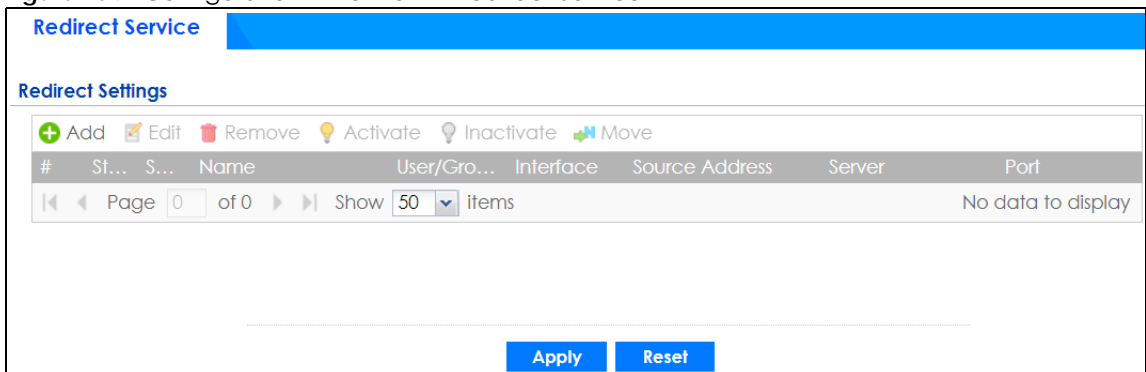 Redirect Service
Redirect Settings
Add Edit Remove Activate Inactivate Move
# St... S... Name User/Gro... Interface Source Address Server Port
Page 0 of 0 Show 50 items No data to display
Apply Reset